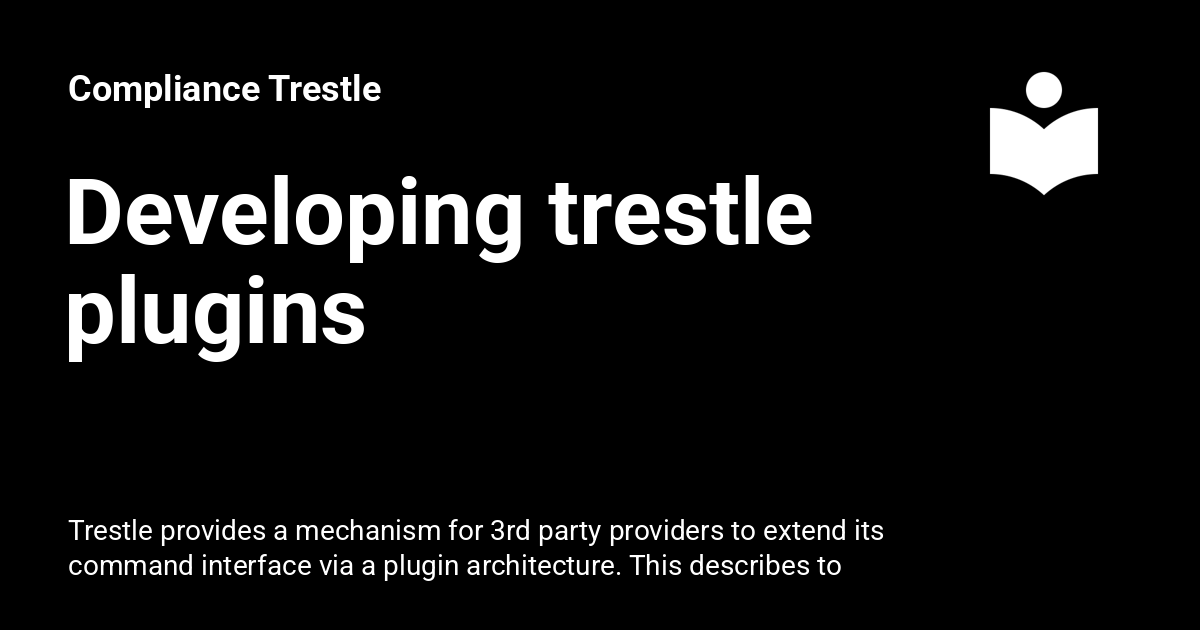 Compliance Trestle
Developing trestle
plugins
Trestle provides a mechanism for 3rd party providers to extend its
command interface via a plugin architecture. This describes to